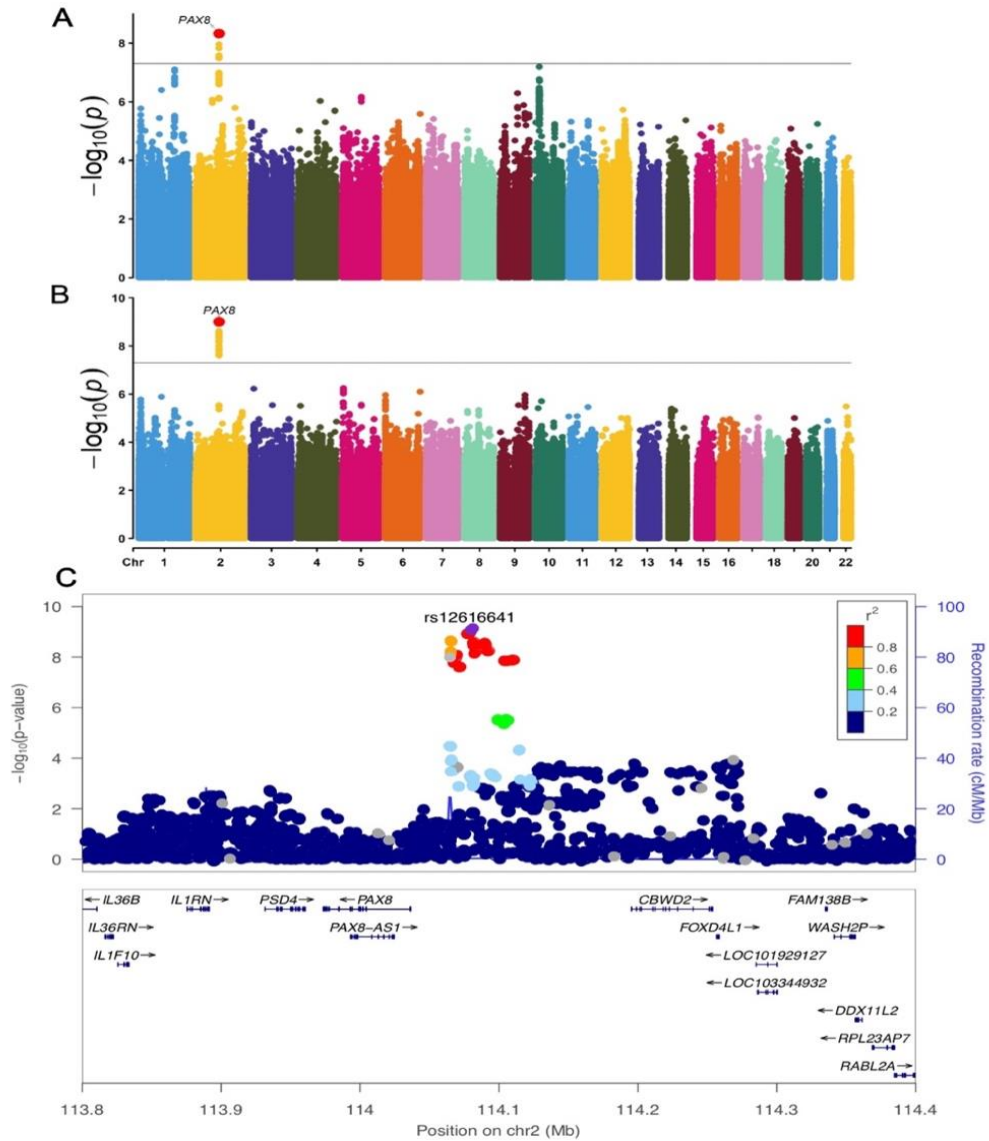 A
PAX8
8
6
4
2
0
−log10(p)
B
PAX8
10
8
6
4
2
0
−log10(p)
Chr 1 2 3 4 5 6 7 8 9 10 11 12 13 14 15 16 18 20 22
C
rs12616641
10
8
6
4
2
0
−log10(p−value)
r2
0.8
0.6
0.4
0.2
100
80
60
40
20
0
Recombination rate (cM/Mb)
←IL36B IL1RN→ PSD4→ ←PAX8 CBWD2→ FAM138B→
IL36RN→ PAX8−AS1→ FOXD4L1→ WASH2P→
IL1F10→ ←LOC101929127
←LOC103344932
←DDX11L2
←RPL23AP7
RABL2A→
113.8 113.9 114 114.1 114.2 114.3 114.4
Position on chr2 (Mb)